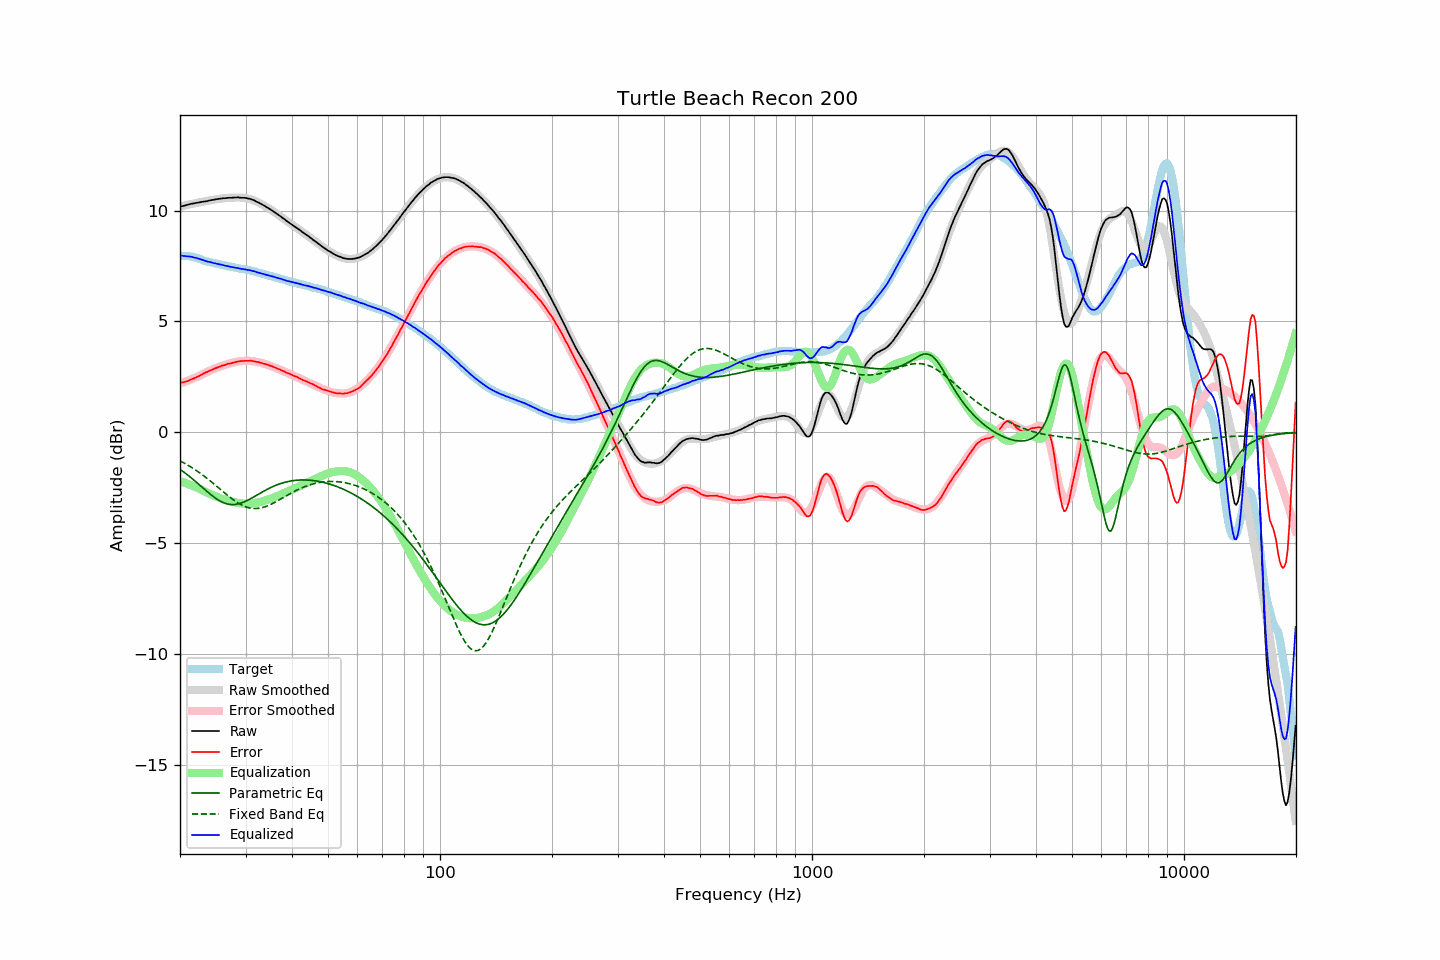 Turtle Beach Recon 200
Amplitude (dBr)
10
5
0
−5
−10
−15
Target
Raw Smoothed
Error Smoothed
Raw
Error
Equalization
Parametric Eq
Fixed Band Eq
Equalized
100
1000
10000
Frequency (Hz)